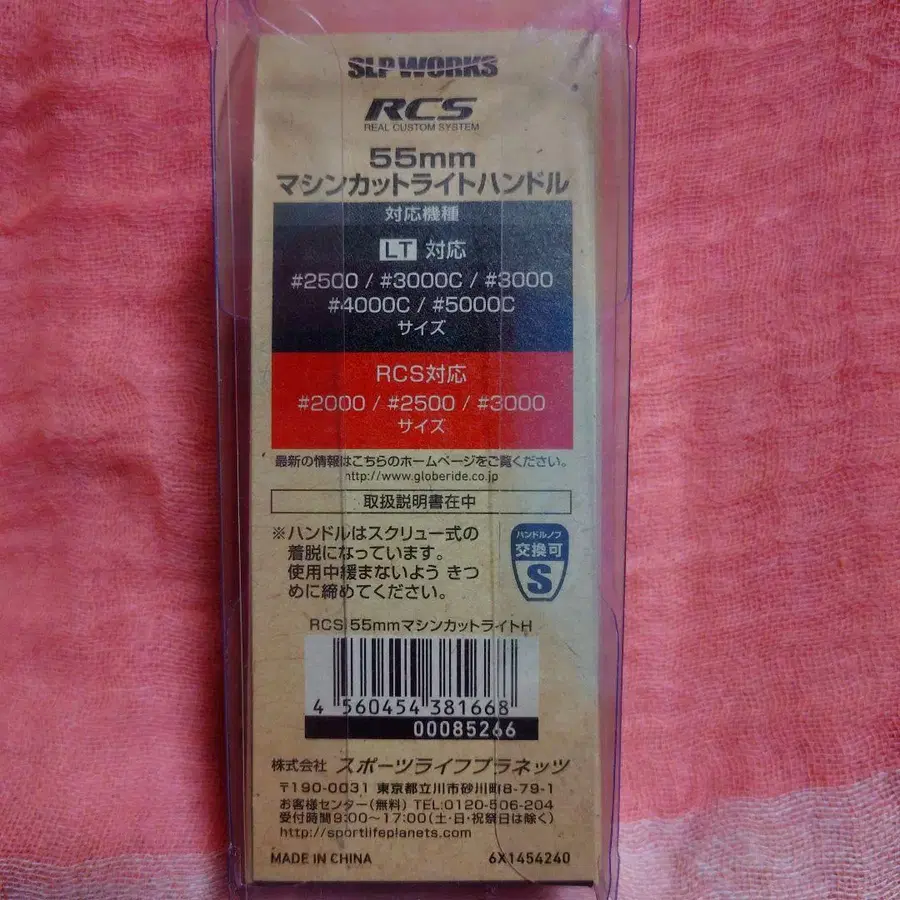 SLP WORKS
RCS
REAL CUSTOM SYSTEM
55mm
マシンカットライトハンドル
対応機種
LT 対応
#2500 / #3000C / #3000
#4000C / #5000C
サイズ
RCS対応
#2000 / #2500 / #3000
サイズ
最新の情報はこちらのホームページをご覧ください。
http://www.globeride.co.jp
取扱説明書在中
※ハンドルはスクリュー式の
着脱になっています。
使用中緩まないよう きつ
めに締めてください。
ハンドルノブ
交換可
S
RCS 55mmマシンカットライトH
4 560454 381668
00085266
株式会社 スポーツライフプラネッツ
〒190-0031 東京都立川市砂川町8-79-1
お客様センター(無料) TEL:0120-506-204
受付時間9:00~17:00(土・日・祝祭日は除く)
http://sportlifeplanets.com
MADE IN CHINA 6X1454240